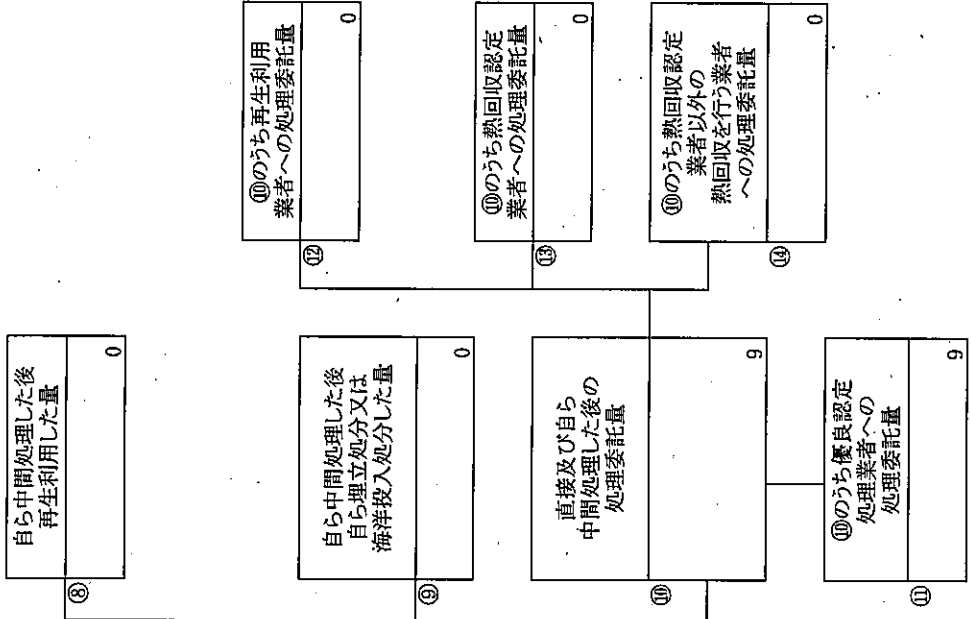 ⑧
自ら中間処理した後
再生利用した量
0
⑨
自ら中間処理した後
自ら埋立処分又は
海洋投入処分した量
0
⑩
直接及び自ら
中間処理した後の
処理委託量
9
⑪
⑩のうち優良認定
処理業者への
処理委託量
9
⑫
⑩のうち再生利用
業者への処理委託量
0
⑬
⑩のうち熱回収認定
業者への処理委託量
0
⑭
⑩のうち熱回収認定
業者以外の
熱回収を行う業者
への処理委託量
0